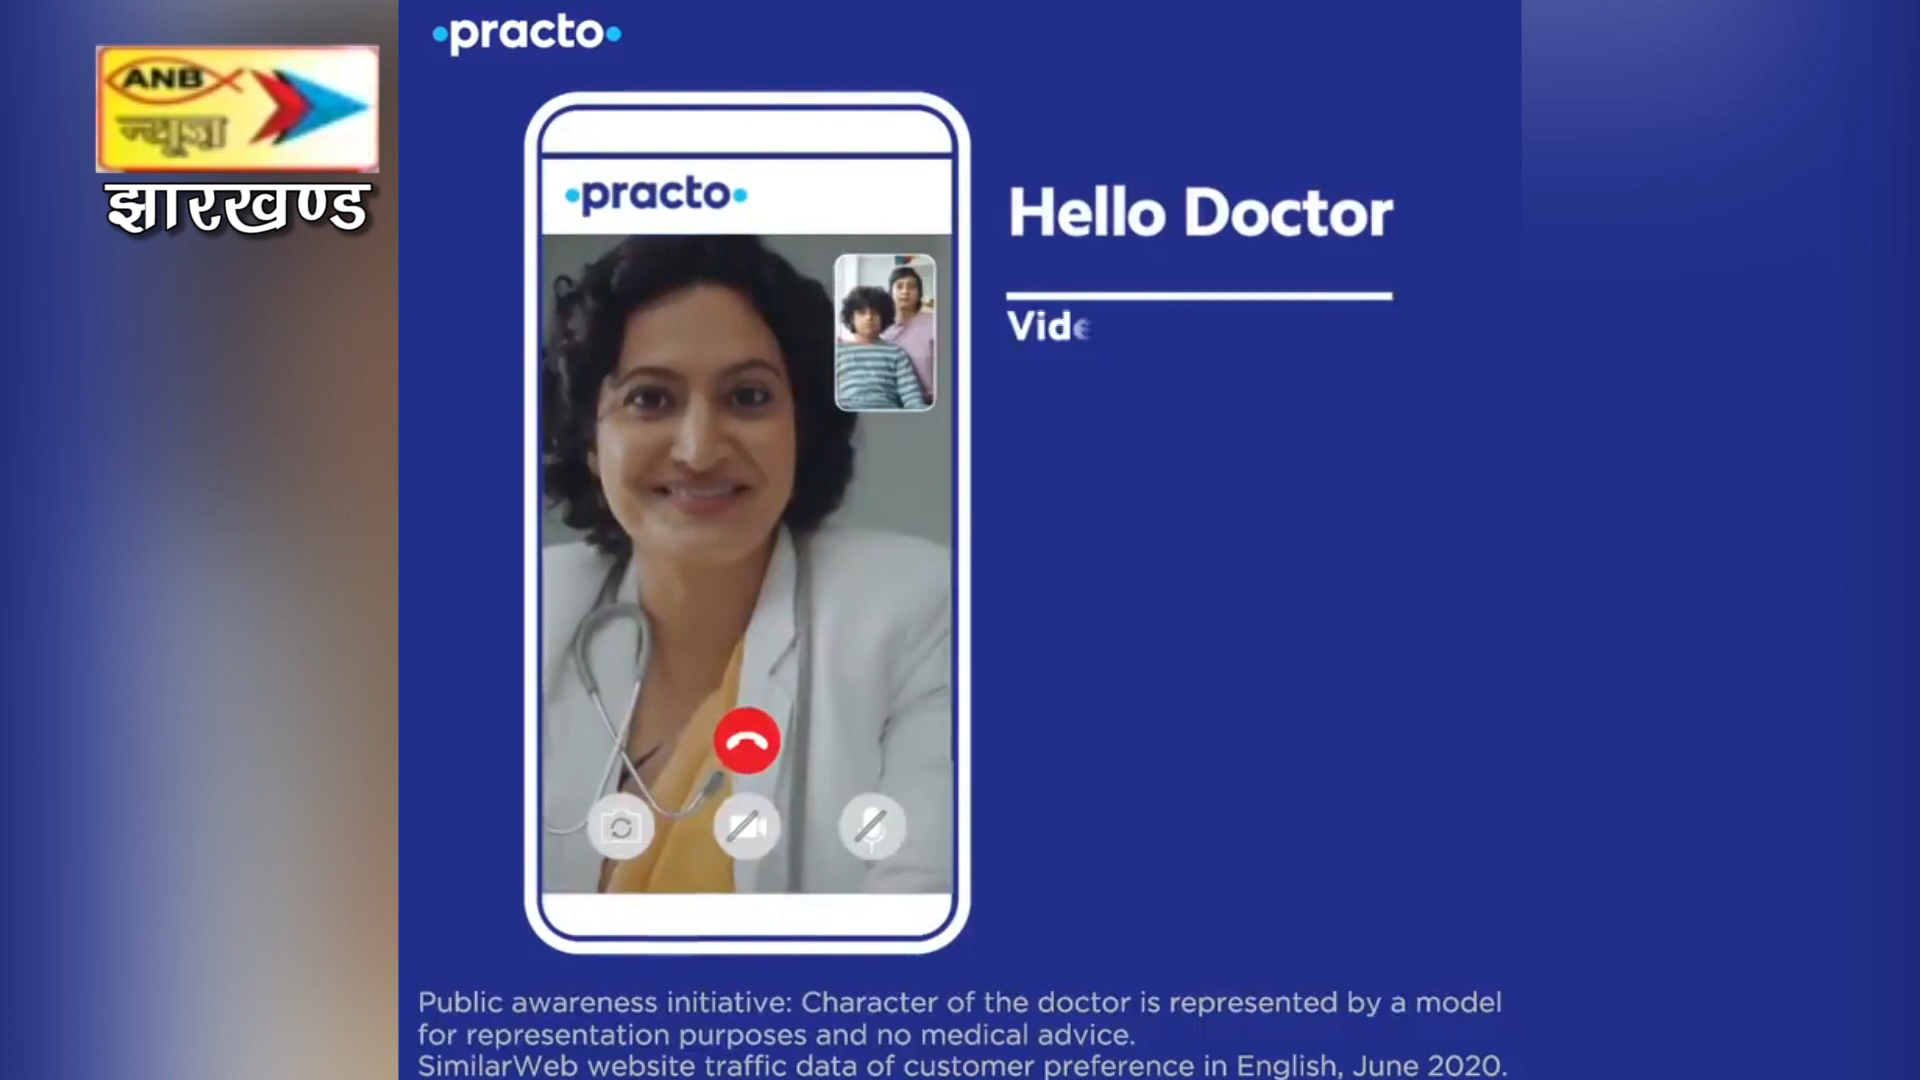 practo
ANB
न्यूज़
झारखण्ड
practo
Hello Doctor
Vide
Public awareness initiative: Character of the doctor is represented by a model
for representation purposes and no medical advice.
SimilarWeb website traffic data of customer preference in English, June 2020.